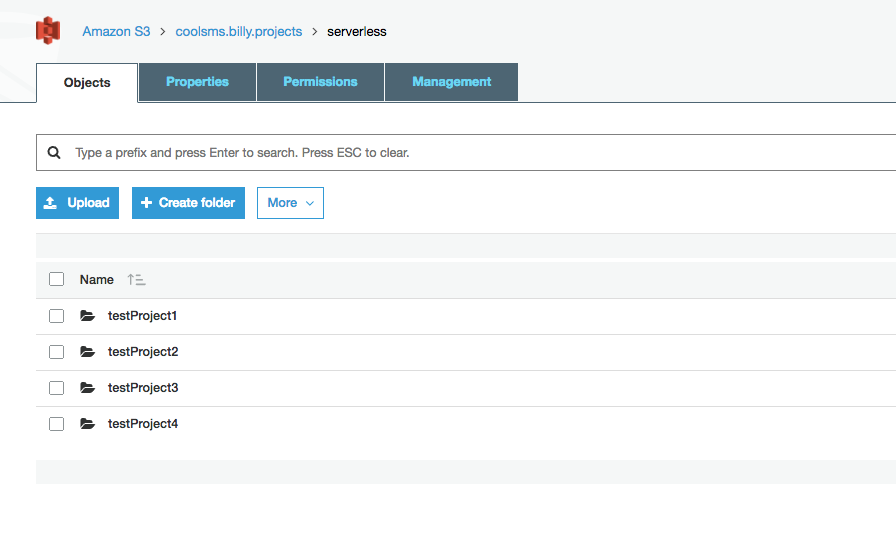 Amazon S3 > coolsms.billy.projects > serverless
Objects Properties Permissions Management
Type a prefix and press Enter to search. Press ESC to clear.
Upload + Create folder More
Name
testProject1
testProject2
testProject3
testProject4